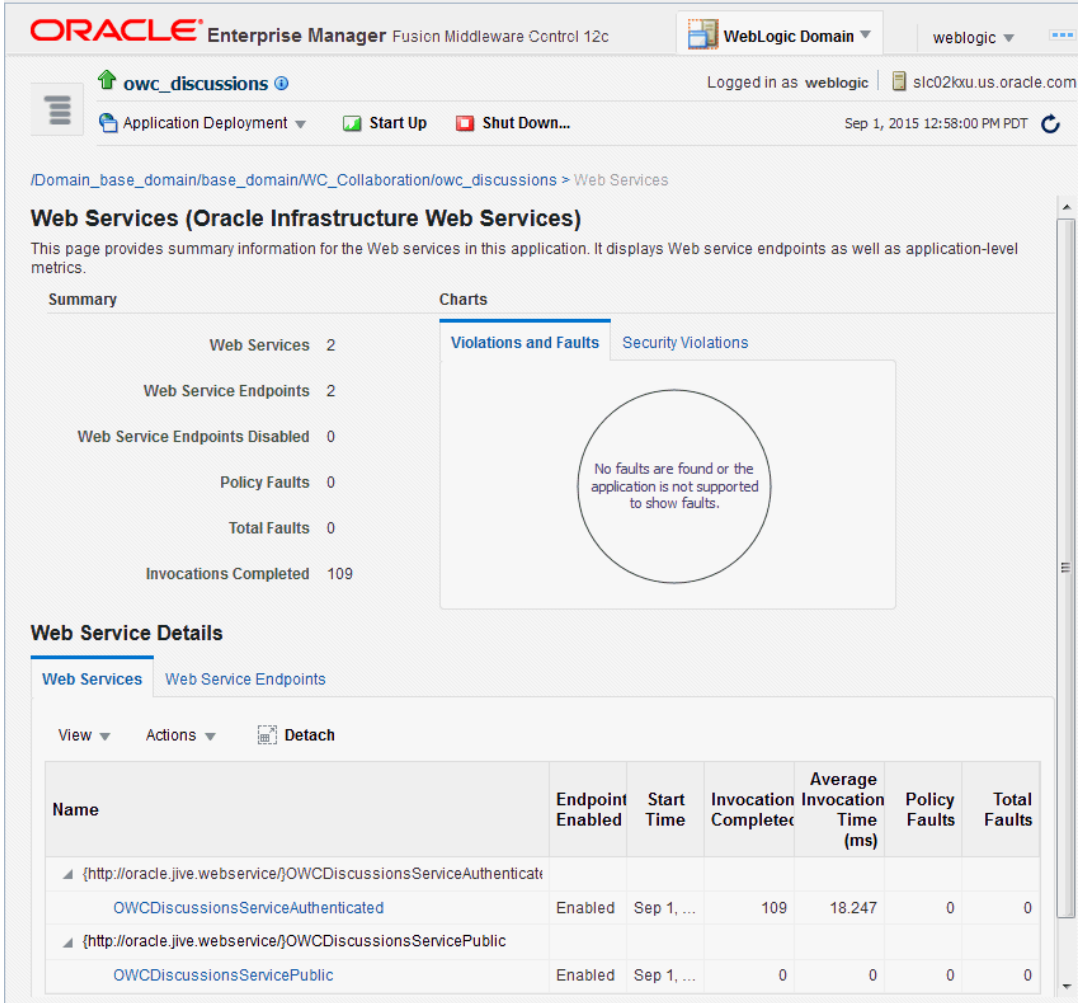 ORACLE Enterprise Manager Fusion Middleware Control 12c WebLogic Domain weblogic
owc_discussions Logged in as weblogic slc02kxu.us.oracle.com
Application Deployment Start Up Shut Down... Sep 1, 2015 12:58:00 PM PDT
/Domain_base_domain/base_domain/WC_Collaboration/owc_discussions > Web Services
Web Services (Oracle Infrastructure Web Services)
This page provides summary information for the Web services in this application. It displays Web service endpoints as well as application-level
metrics.
Summary Charts
Violations and Faults Security Violations
Web Services 2
Web Service Endpoints 2
Web Service Endpoints Disabled 0
Policy Faults 0
Total Faults 0
Invocations Completed 109
No faults are found or the
application is not supported
to show faults.
Web Service Details
Web Services Web Service Endpoints
View Actions Detach
Name
Endpoint
Enabled
Start
Time
Invocation
Completed
Average
Invocation
Time
(ms)
Policy
Faults
Total
Faults
{http://oracle.jive.webservice/}OWCDiscussionsServiceAuthenticate
OWCDiscussionsServiceAuthenticated Enabled Sep 1, ... 109 18.247 0 0
{http://oracle.jive.webservice/}OWCDiscussionsServicePublic
OWCDiscussionsServicePublic Enabled Sep 1, ... 0 0 0 0